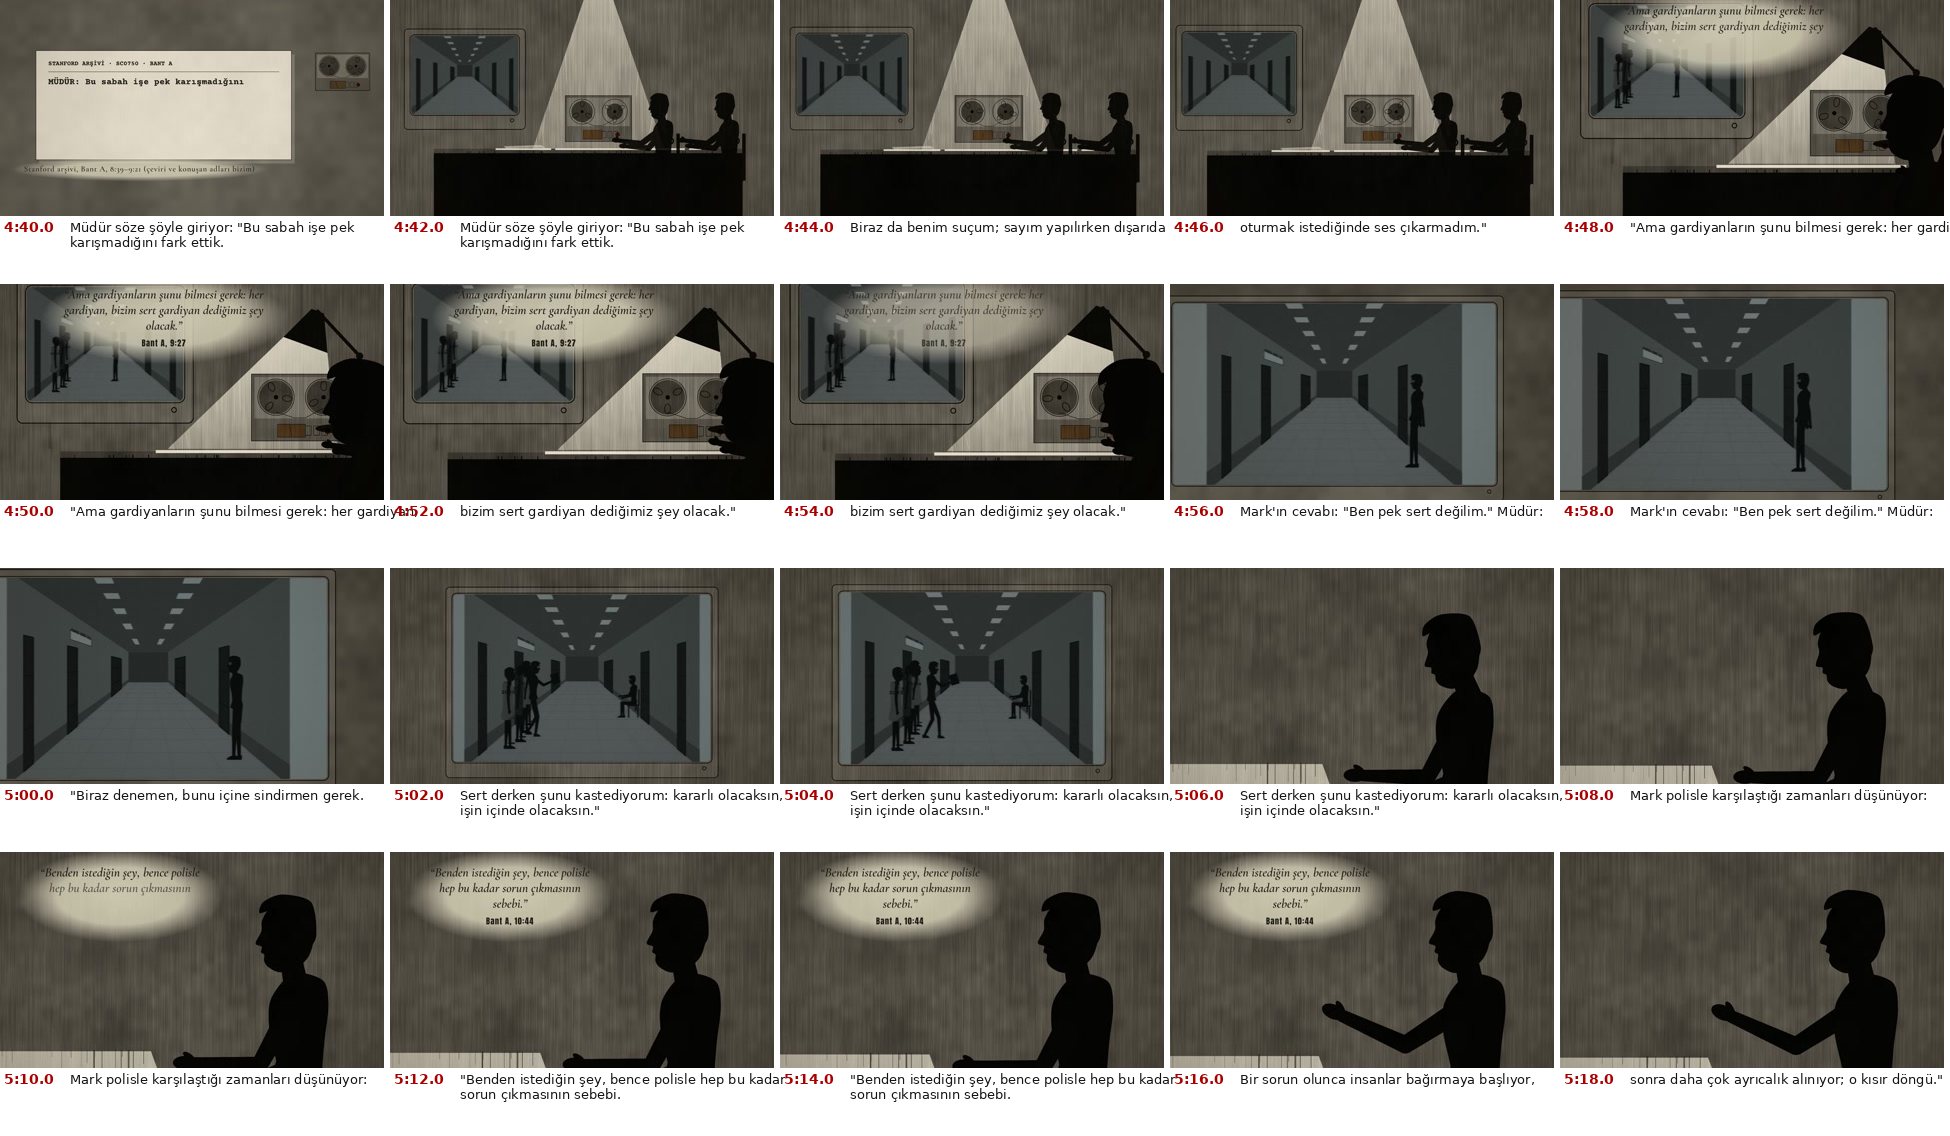 STANFORD ARŞİVİ · SC0750 · BANT A
MÜDÜR: Bu sabah işe pek karışmadığını
Stanford arşivi, Bant A, 8:39–9:21 (çeviri ve konuşan adları bizim)
4:40.0 Müdür söze şöyle giriyor: "Bu sabah işe pek
karışmadığını fark ettik.
4:42.0 Müdür söze şöyle giriyor: "Bu sabah işe pek
karışmadığını fark ettik.
4:44.0 Biraz da benim suçum; sayım yapılırken dışarıda
4:46.0 oturmak istediğinde ses çıkarmadım."
"Ama gardiyanların şunu bilmesi gerek: her
gardiyan, bizim sert gardiyan dediğimiz şey
4:48.0 "Ama gardiyanların şunu bilmesi gerek: her gardi
"Ama gardiyanların şunu bilmesi gerek: her
gardiyan, bizim sert gardiyan dediğimiz şey
olacak."
Bant A, 9:27
4:50.0 "Ama gardiyanların şunu bilmesi gerek: her gardiyan,
"Ama gardiyanların şunu bilmesi gerek: her
gardiyan, bizim sert gardiyan dediğimiz şey
olacak."
Bant A, 9:27
4:52.0 bizim sert gardiyan dediğimiz şey olacak."
"Ama gardiyanların şunu bilmesi gerek: her
gardiyan, bizim sert gardiyan dediğimiz şey
olacak."
Bant A, 9:27
4:54.0 bizim sert gardiyan dediğimiz şey olacak."
4:56.0 Mark'ın cevabı: "Ben pek sert değilim." Müdür:
4:58.0 Mark'ın cevabı: "Ben pek sert değilim." Müdür:
5:00.0 "Biraz denemen, bunu içine sindirmen gerek.
5:02.0 Sert derken şunu kastediyorum: kararlı olacaksın,
işin içinde olacaksın."
5:04.0 Sert derken şunu kastediyorum: kararlı olacaksın,
işin içinde olacaksın."
5:06.0 Sert derken şunu kastediyorum: kararlı olacaksın,
işin içinde olacaksın."
5:08.0 Mark polisle karşılaştığı zamanları düşünüyor:
"Benden istediğin şey, bence polisle
hep bu kadar sorun çıkmasının
5:10.0 Mark polisle karşılaştığı zamanları düşünüyor:
"Benden istediğin şey, bence polisle
hep bu kadar sorun çıkmasının
sebebi."
Bant A, 10:44
5:12.0 "Benden istediğin şey, bence polisle hep bu kadar
sorun çıkmasının sebebi.
"Benden istediğin şey, bence polisle
hep bu kadar sorun çıkmasının
sebebi."
Bant A, 10:44
5:14.0 "Benden istediğin şey, bence polisle hep bu kadar
sorun çıkmasının sebebi.
"Benden istediğin şey, bence polisle
hep bu kadar sorun çıkmasının
sebebi."
Bant A, 10:44
5:16.0 Bir sorun olunca insanlar bağırmaya başlıyor,
5:18.0 sonra daha çok ayrıcalık alınıyor; o kısır döngü."